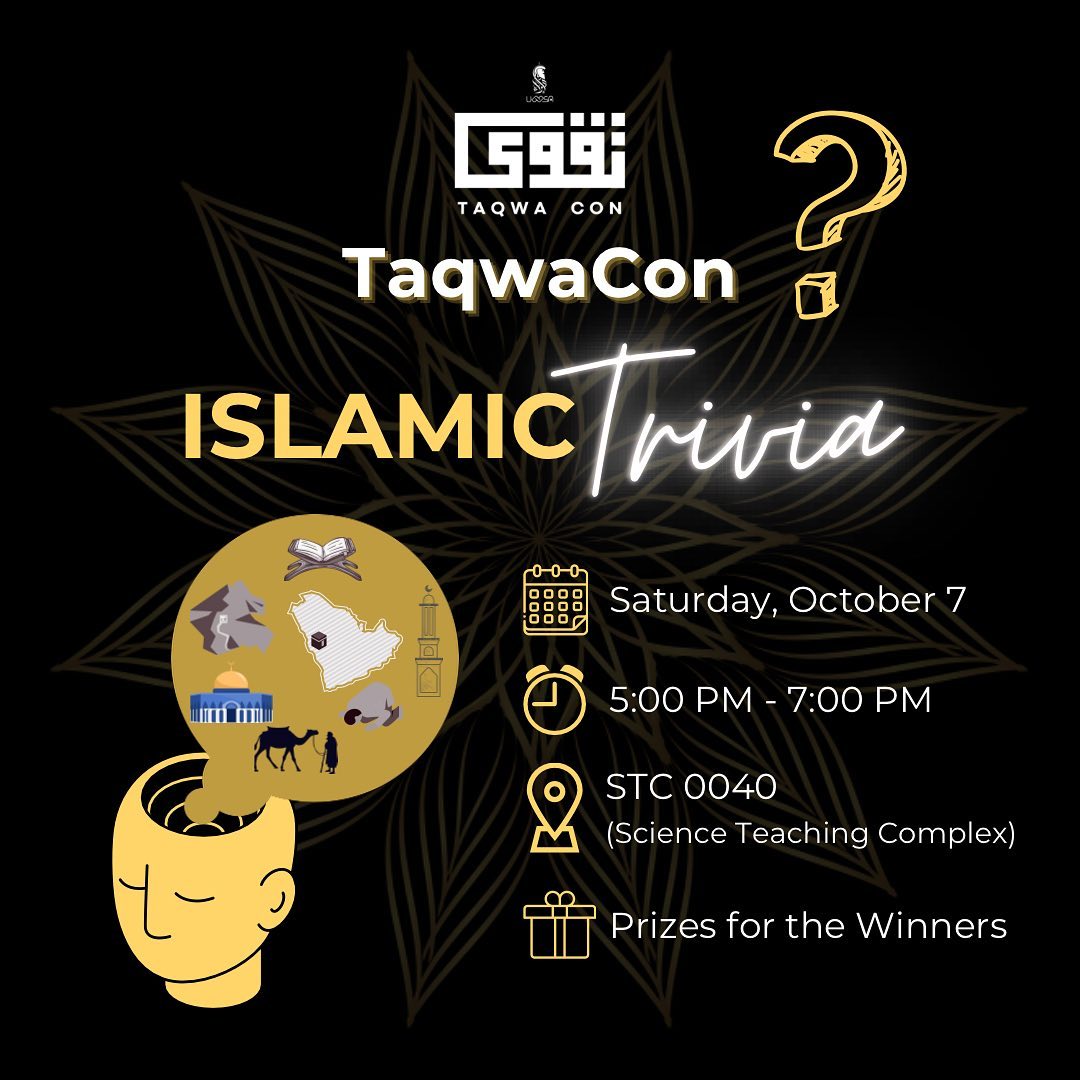 تقوى
TAQWA CON
TaqwaCon
ISLAMIC Trivia
Saturday, October 7
5:00 PM - 7:00 PM
STC 0040
(Science Teaching Complex)
Prizes for the Winners